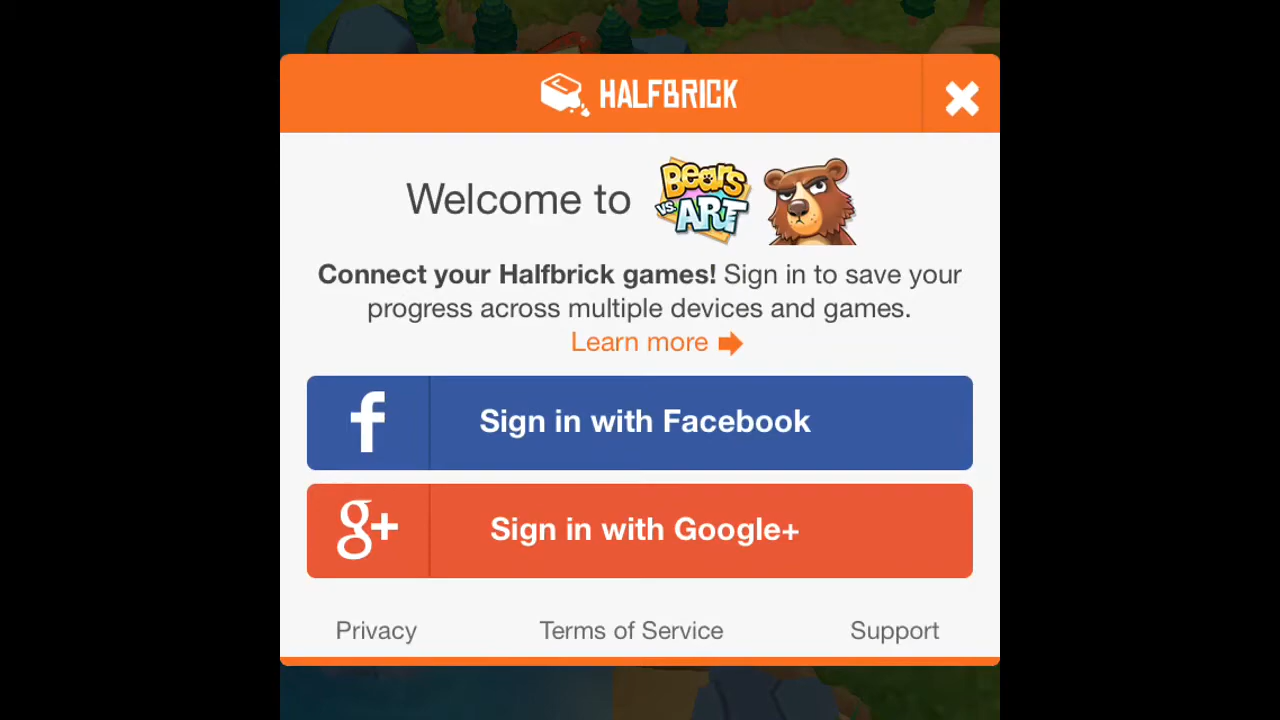 HALFBRICK
Welcome to
Bears
vs. ART
Connect your Halfbrick games! Sign in to save your
progress across multiple devices and games.
Learn more
f
Sign in with Facebook
g+
Sign in with Google+
Privacy
Terms of Service
Support